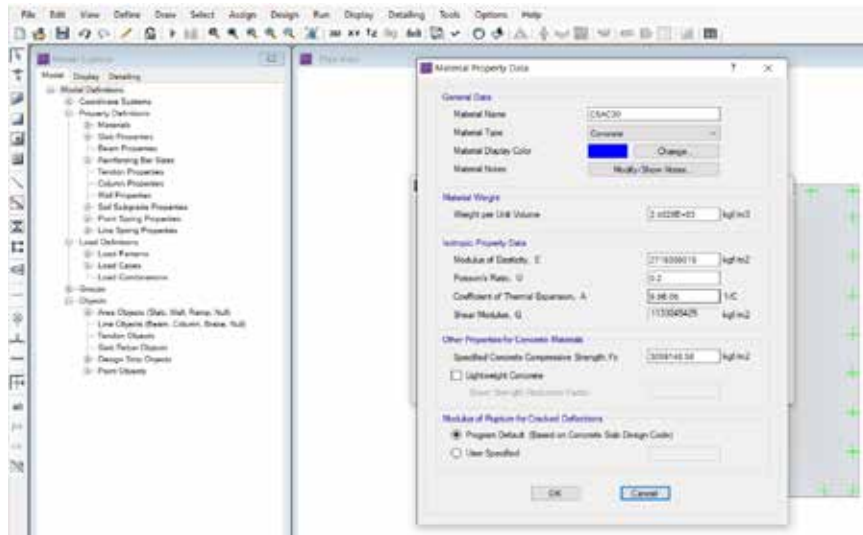 File Edit View Define Draw Select Assign Design Run Display Detailing Tools Options Help
Model Display Detailing
Model Definitions
Coordinate Systems
Property Definitions
Materials
Slab Properties
Beam Properties
Reinforcing Bar Sizes
Tendon Properties
Column Properties
Wall Properties
Soil Subgrade Properties
Point Spring Properties
Line Spring Properties
Load Definitions
Load Patterns
Load Cases
Load Combinations
Groups
Objects
Area Objects (Slab, Wall, Ramp, Null)
Line Objects (Beam, Column, Brace, Null)
Tendon Objects
Slab Rebar Objects
Design Strip Objects
Point Objects
Material Property Data
? ×
General Data
Material Name
Material Type Concrete
Material Display Color Change...
Material Notes Modify/Show Notes...
Material Weight
Weight per Unit Volume kgf/m3
Isotropic Property Data
Modulus of Elasticity, E kgf/m2
Poisson's Ratio, U 0.2
Coefficient of Thermal Expansion, A 1/C
Shear Modulus, G kgf/m2
Other Properties for Concrete Materials
Specified Concrete Compressive Strength, F'c kgf/m2
Lightweight Concrete
Shear Strength Reduction Factor
Modulus of Rupture for Cracked Deflections
Program Default (Based on Concrete Slab Design Code)
User Specified
OK Cancel